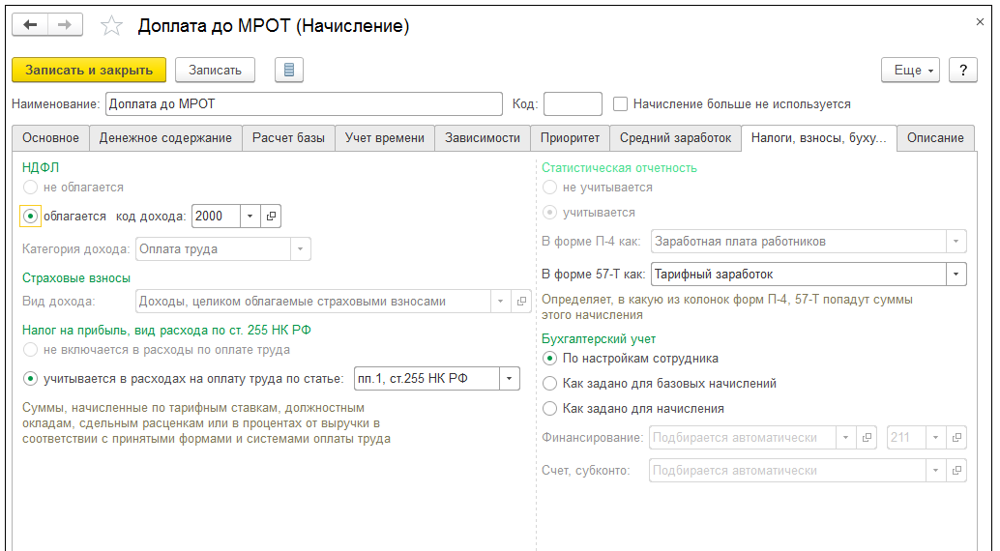 Доплата до МРОТ (Начисление)
Записать и закрыть Записать Еще ?
Наименование: Доплата до МРОТ Код: Начисление больше не используется
Основное Денежное содержание Расчет базы Учет времени Зависимости Приоритет Средний заработок Налоги, взносы, буху... Описание
НДФЛ
не облагается
облагается код дохода: 2000
Категория дохода: Оплата труда
Страховые взносы
Вид дохода: Доходы, целиком облагаемые страховыми взносами
Налог на прибыль, вид расхода по ст. 255 НК РФ
не включается в расходы по оплате труда
учитывается в расходах на оплату труда по статье: пп.1, ст.255 НК РФ
Суммы, начисленные по тарифным ставкам, должностным
окладам, сдельным расценкам или в процентах от выручки в
соответствии с принятыми формами и системами оплаты труда
Статистическая отчетность
не учитывается
учитывается
В форме П-4 как: Заработная плата работников
В форме 57-Т как: Тарифный заработок
Определяет, в какую из колонок форм П-4, 57-Т попадут суммы
этого начисления
Бухгалтерский учет
По настройкам сотрудника
Как задано для базовых начислений
Как задано для начисления
Финансирование: Подбирается автоматически 211
Счет, субконто: Подбирается автоматически